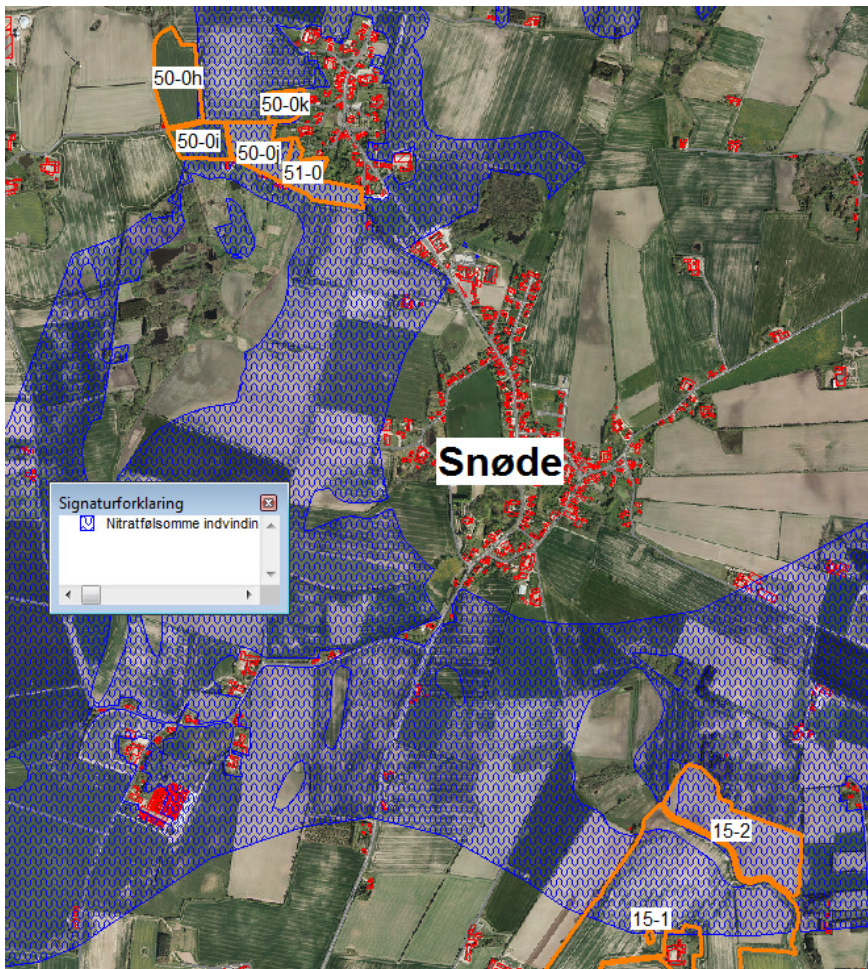 50-0h
50-0k
50-0i
50-0j
51-0
Snøde
Signaturforklaring
Nitratfølsomme indvindin
15-2
15-1